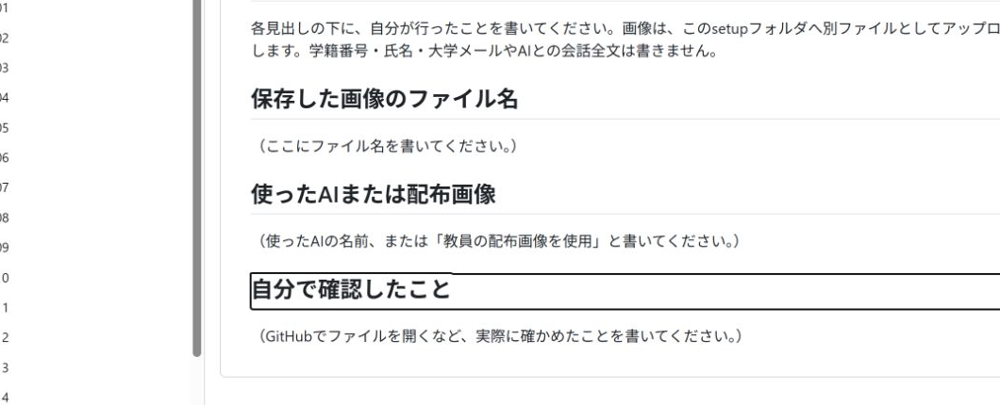 01
02
03
04
05
06
07
08
09
0
1
2
3
4
各見出しの下に、自分が行ったことを書いてください。画像は、このsetupフォルダへ別ファイルとしてアップロ
します。学籍番号・氏名・大学メールやAIとの会話全文は書きません。
保存した画像のファイル名
（ここにファイル名を書いてください。）
使ったAIまたは配布画像
（使ったAIの名前、または「教員の配布画像を使用」と書いてください。）
自分で確認したこと
（GitHubでファイルを開くなど、実際に確かめたことを書いてください。）